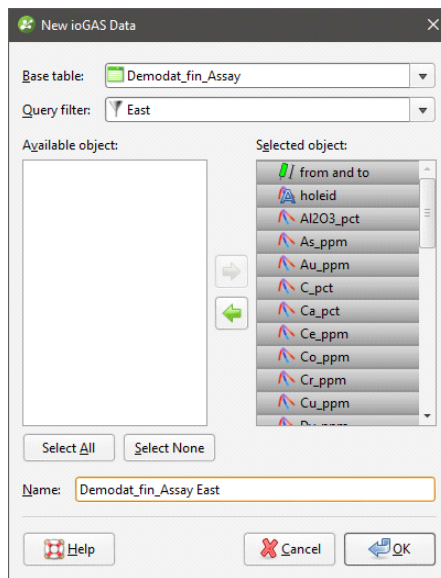 New ioGAS Data
Base table: Demodat_fin_Assay
Query filter: East
Available object:
Selected object:
from and to
holeid
Al2O3_pct
As_ppm
Au_ppm
C_pct
Ca_pct
Ce_ppm
Co_ppm
Cr_ppm
Cu_ppm
Select All
Select None
Name: Demodat_fin_Assay East
Help
Cancel
OK